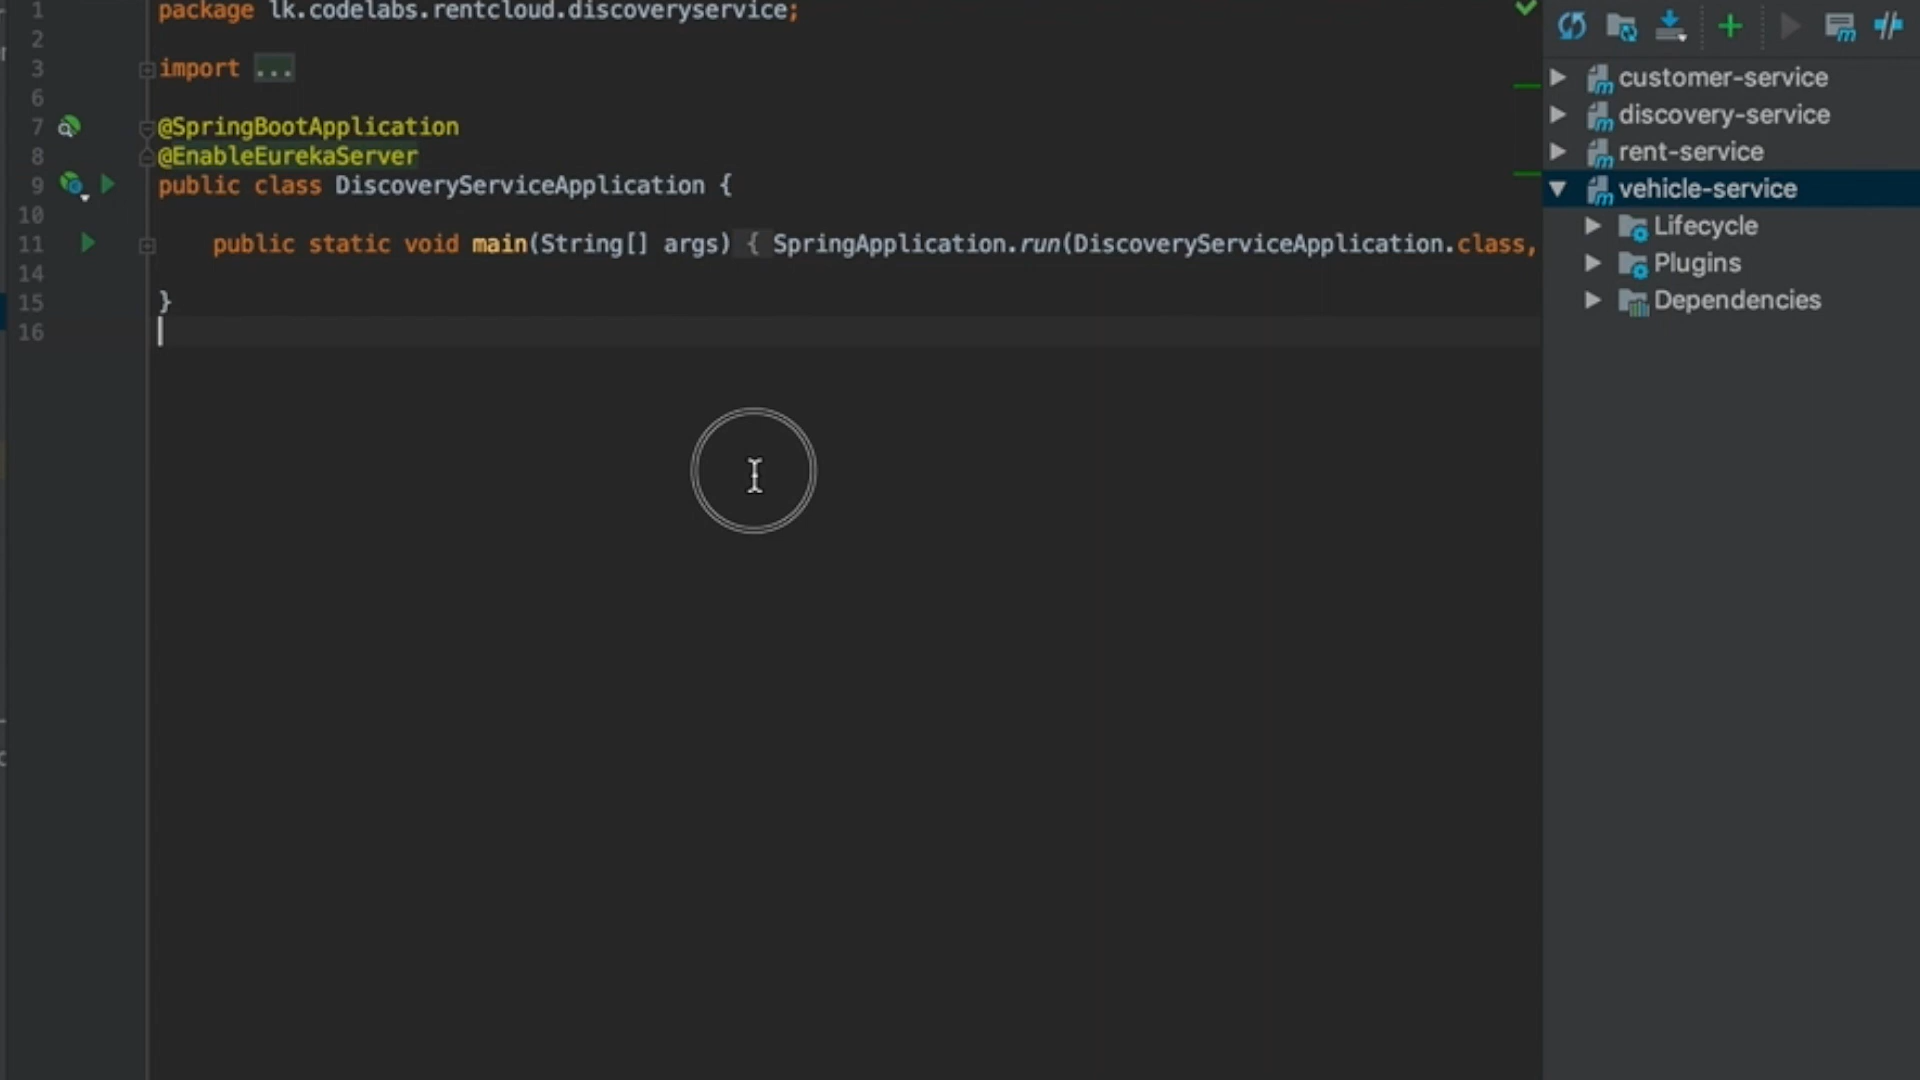 1 package lk.codelabs.rentcloud.discoveryservice;
2
3 import ...
6
7 @SpringBootApplication
8 @EnableEurekaServer
9 public class DiscoveryServiceApplication {
10
11 public static void main(String[] args) { SpringApplication.run(DiscoveryServiceApplication.class,
14
15 }
16
customer-service
discovery-service
rent-service
vehicle-service
Lifecycle
Plugins
Dependencies